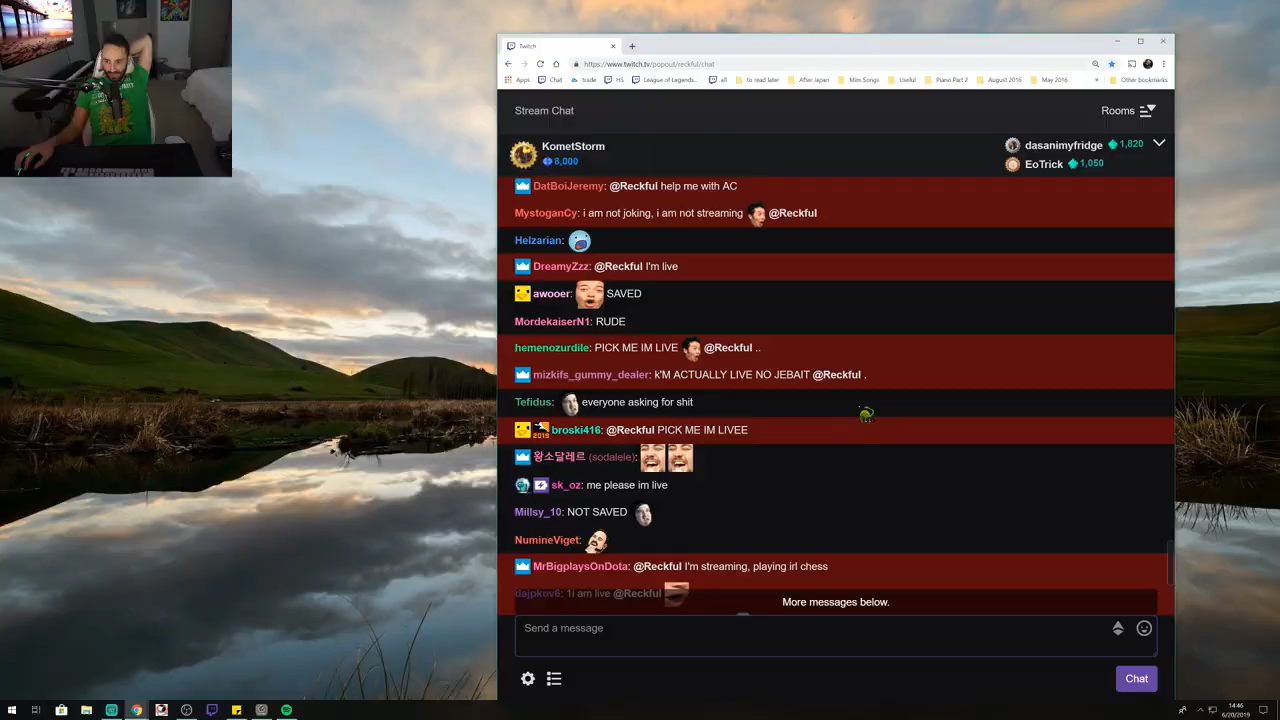 Twitch
https://www.twitch.tv/popout/reckful/chat
Apps Chat trade HS League of Legends... all to read later After Japan Mim Songs Useful Piano Part 2 August 2016 May 2016 » Other bookmarks
Stream Chat Rooms
KometStorm
8,000
dasanimyfridge 1,820
EoTrick 1,050
DatBoiJeremy: @Reckful help me with AC
MystoganCy: i am not joking, i am not streaming @Reckful
Helzarian:
DreamyZzz: @Reckful I'm live
awooer: SAVED
MordekaiserN1: RUDE
hemenozurdile: PICK ME IM LIVE @Reckful ..
mizkifs_gummy_dealer: k'M ACTUALLY LIVE NO JEBAIT @Reckful .
Tefidus: everyone asking for shit
broski416: @Reckful PICK ME IM LIVEE
왕소달레르 (sodalele):
sk_oz: me please im live
Millsy_10: NOT SAVED
NumineViget:
MrBigplaysOnDota: @Reckful I'm streaming, playing irl chess
dajpkov6: 1i am live @Reckful
More messages below.
Send a message
Chat
14:46
6/20/2019